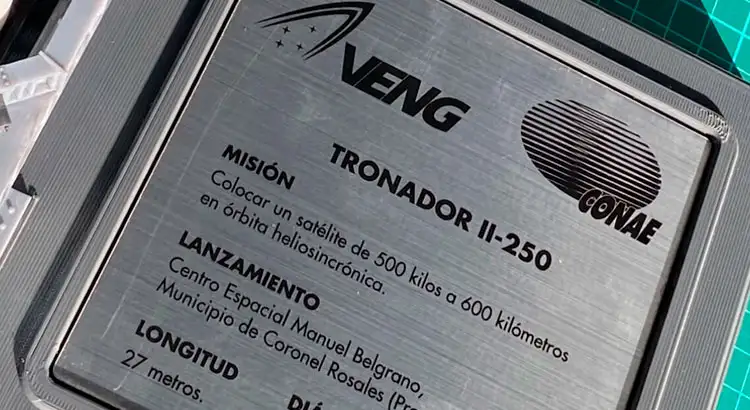 VENG
CONAE
TRONADOR II-250
MISIÓN
Colocar un satélite de 500 kilos a 600 kilómetros
en órbita heliosincrónica.
LANZAMIENTO
Centro Espacial Manuel Belgrano,
Municipio de Coronel Rosales
LONGITUD
27 metros.